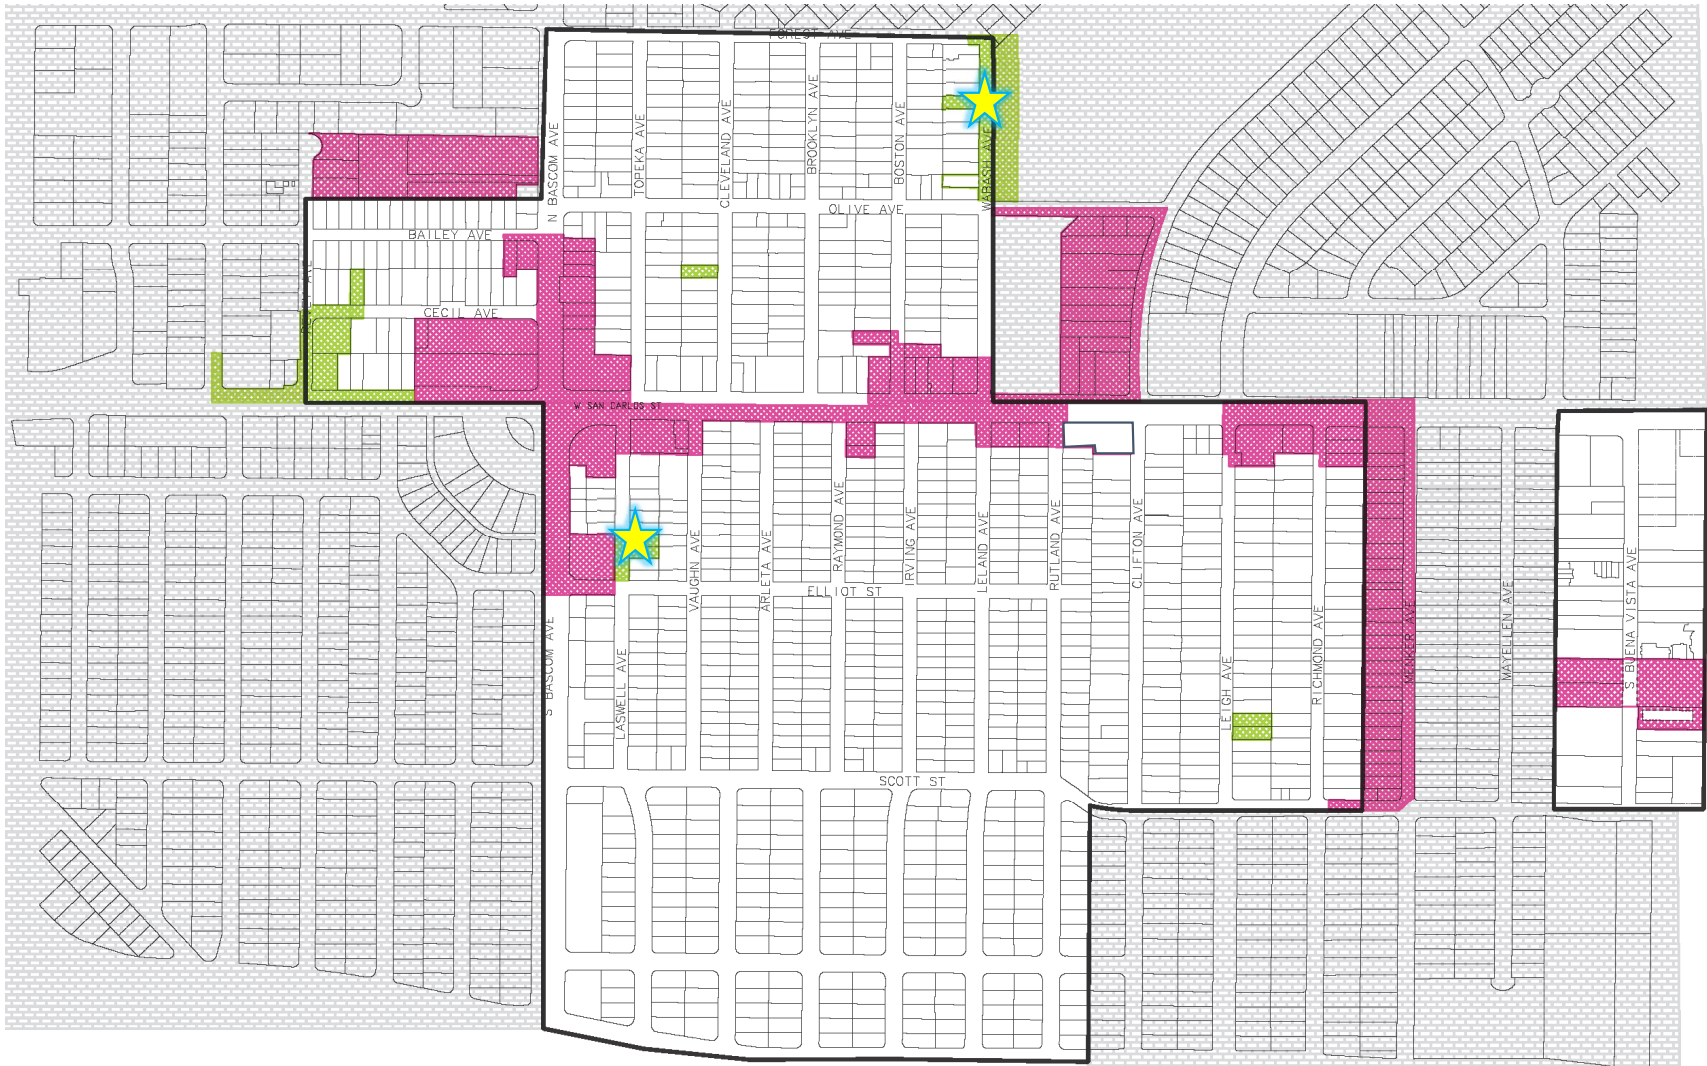 FOREST AVE
N BASCOM AVE
TOPEKA AVE
CLEVELAND AVE
BROOKLYN AVE
BOSTON AVE
WABASH AVE
OLIVE AVE
BAILEY AVE
AVE
CECIL AVE
W SAN CARLOS ST
S BASCOM AVE
LASWELL AVE
VAUGHN AVE
ARLETA AVE
RAYMOND AVE
IRVING AVE
LELAND AVE
RUTLAND AVE
CLIFTON AVE
LEIGH AVE
RICHMOND AVE
MAYELLEN AVE
S BUENA VISTA AVE
ELLIOT ST
SCOTT ST